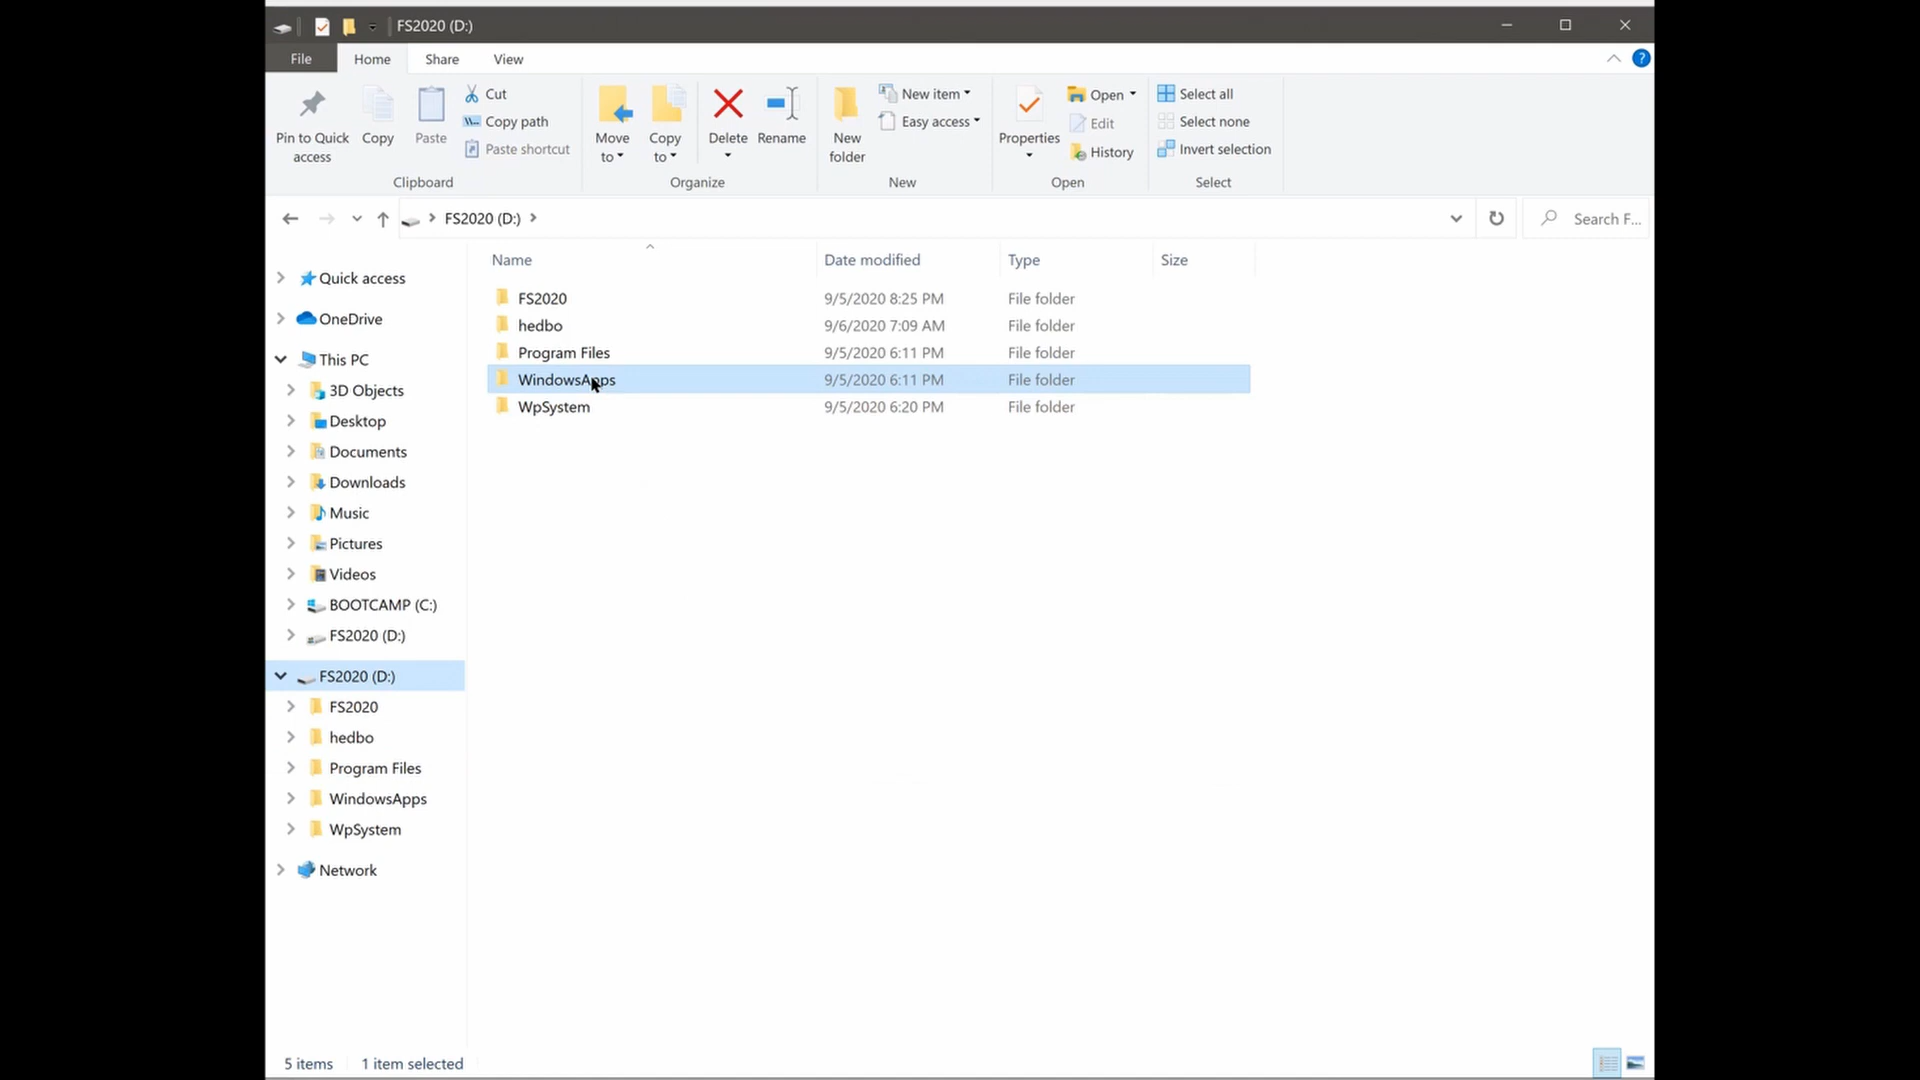 FS2020 (D:)
File Home Share View
Pin to Quick access
Copy
Paste
Cut
Copy path
Paste shortcut
Clipboard
Move to
Copy to
Delete
Rename
Organize
New folder
New item
Easy access
New
Properties
Open
Edit
History
Open
Select all
Select none
Invert selection
Select
FS2020 (D:)
Search F...
Name Date modified Type Size
FS2020 9/5/2020 8:25 PM File folder
hedbo 9/6/2020 7:09 AM File folder
Program Files 9/5/2020 6:11 PM File folder
WindowsApps 9/5/2020 6:11 PM File folder
WpSystem 9/5/2020 6:20 PM File folder
Quick access
OneDrive
This PC
3D Objects
Desktop
Documents
Downloads
Music
Pictures
Videos
BOOTCAMP (C:)
FS2020 (D:)
FS2020 (D:)
FS2020
hedbo
Program Files
WindowsApps
WpSystem
Network
5 items 1 item selected